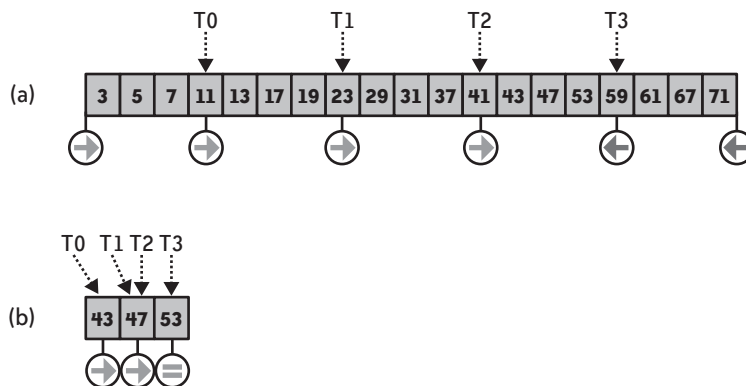 T0 T1 T2 T3
(a) 3 5 7 11 13 17 19 23 29 31 37 41 43 47 53 59 61 67 71
T0 T1 T2 T3
(b) 43 47 53
=